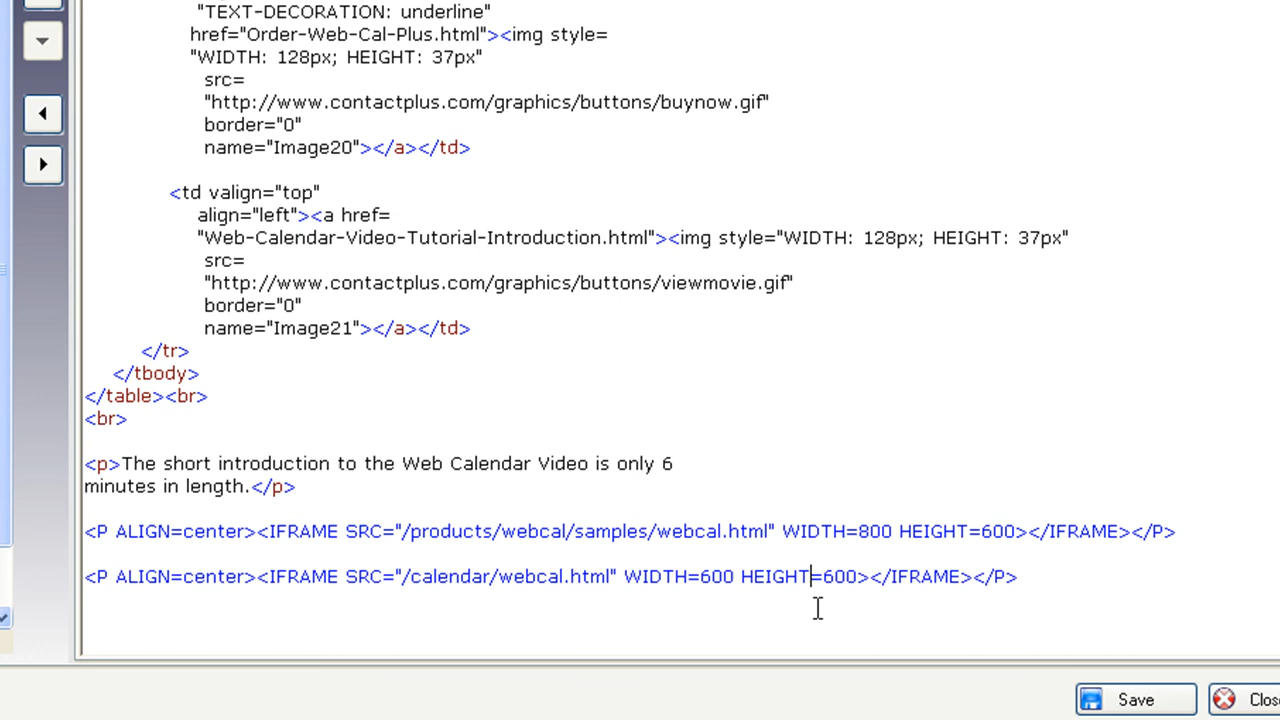 "TEXT-DECORATION: underline"
href="Order-Web-Cal-Plus.html"><img style=
"WIDTH: 128px; HEIGHT: 37px"
src=
"http://www.contactplus.com/graphics/buttons/buynow.gif"
border="0"
name="Image20"></a></td>
<td valign="top"
align="left"><a href=
"Web-Calendar-Video-Tutorial-Introduction.html"><img style="WIDTH: 128px; HEIGHT: 37px"
src=
"http://www.contactplus.com/graphics/buttons/viewmovie.gif"
border="0"
name="Image21"></a></td>
</tr>
</tbody>
</table><br>
<br>
<p>The short introduction to the Web Calendar Video is only 6
minutes in length.</p>
<P ALIGN=center><IFRAME SRC="/products/webcal/samples/webcal.html" WIDTH=800 HEIGHT=600></IFRAME></P>
<P ALIGN=center><IFRAME SRC="/calendar/webcal.html" WIDTH=600 HEIGHT=600></IFRAME></P>
Save
Clos